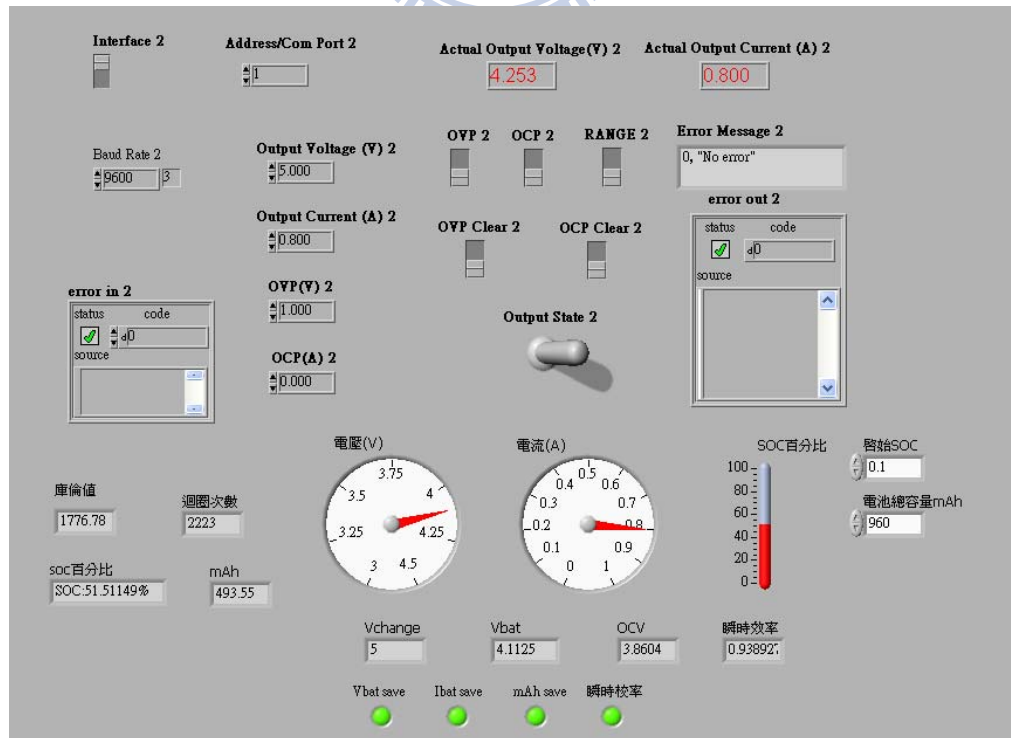 Interface 2
Address/Com Port 2
1
Actual Output Voltage(V) 2
4.253
Actual Output Current (A) 2
0.800
Baud Rate 2
9600
3
Output Voltage (V) 2
5.000
OVP 2
OCP 2
RANGE 2
Error Message 2
0, "No error"
Output Current (A) 2
0.800
OVP Clear 2
OCP Clear 2
error out 2
status
code
d0
source
error in 2
status
code
d0
source
OVP(V) 2
1.000
OCP(A) 2
0.000
Output State 2
庫倫值
1776.78
迴圈次數
2223
soc百分比
SOC:51.51149%
mAh
493.55
電壓(V)
3
3.25
3.5
3.75
4
4.25
4.5
電流(A)
0
0.1
0.2
0.3
0.4
0.5
0.6
0.7
0.8
0.9
1
SOC百分比
100
80
60
40
20
0
啓始SOC
0.1
電池總容量mAh
960
Vchange
5
Vbat
4.1125
OCV
3.8604
瞬時效率
0.938927
Vbat save
Ibat save
mAh save
瞬時校率